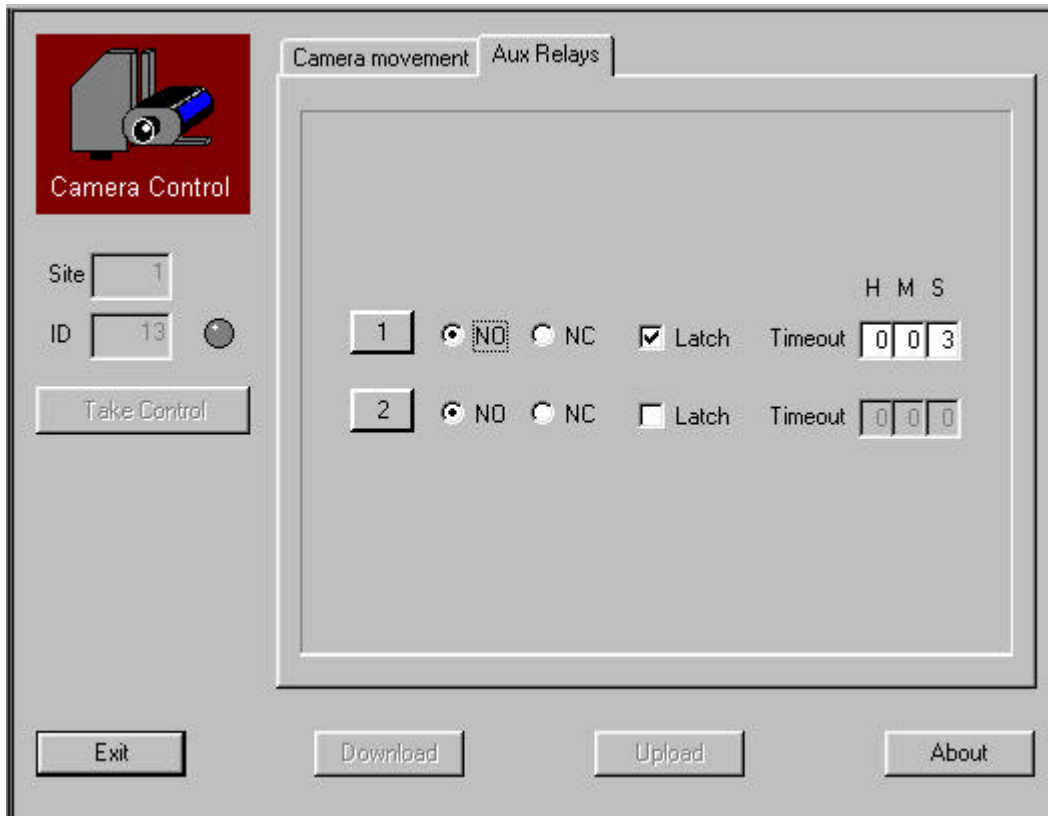 Camera movement Aux Relays
Camera Control
Site 1
ID 13
Take Control
H M S
1 NO NC Latch Timeout 0 0 3
2 NO NC Latch Timeout 0 0 0
Exit Download Upload About